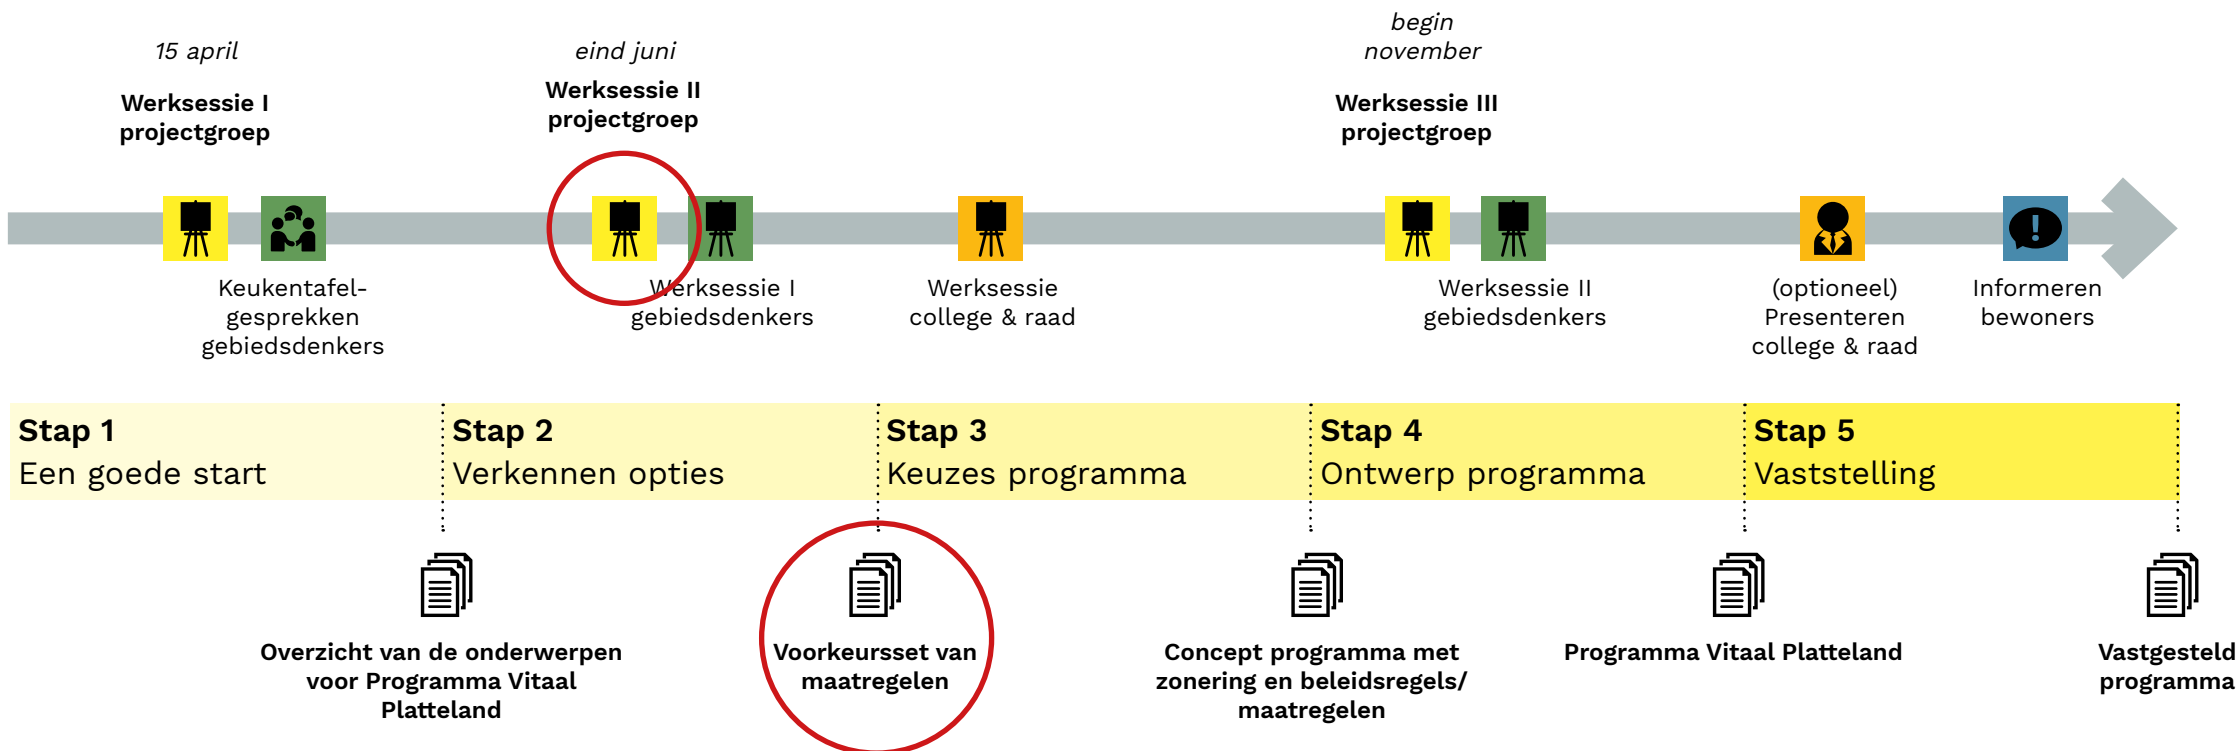 15 april
Werksessie I
projectgroep
eind juni
Werksessie II
projectgroep
begin
november
Werksessie III
projectgroep
!
Keukentafel-
gesprekken
gebiedsdenkers
Werksessie I
gebiedsdenkers
Werksessie
college & raad
Werksessie II
gebiedsdenkers
(optioneel)
Presenteren
college & raad
Informeren
bewoners
Stap 1
Een goede start
Stap 2
Verkennen opties
Stap 3
Keuzes programma
Stap 4
Ontwerp programma
Stap 5
Vaststelling
Overzicht van de onderwerpen
voor Programma Vitaal
Platteland
Voorkeursset van
maatregelen
Concept programma met
zonering en beleidsregels/
maatregelen
Programma Vitaal Platteland
Vastgesteld
programma